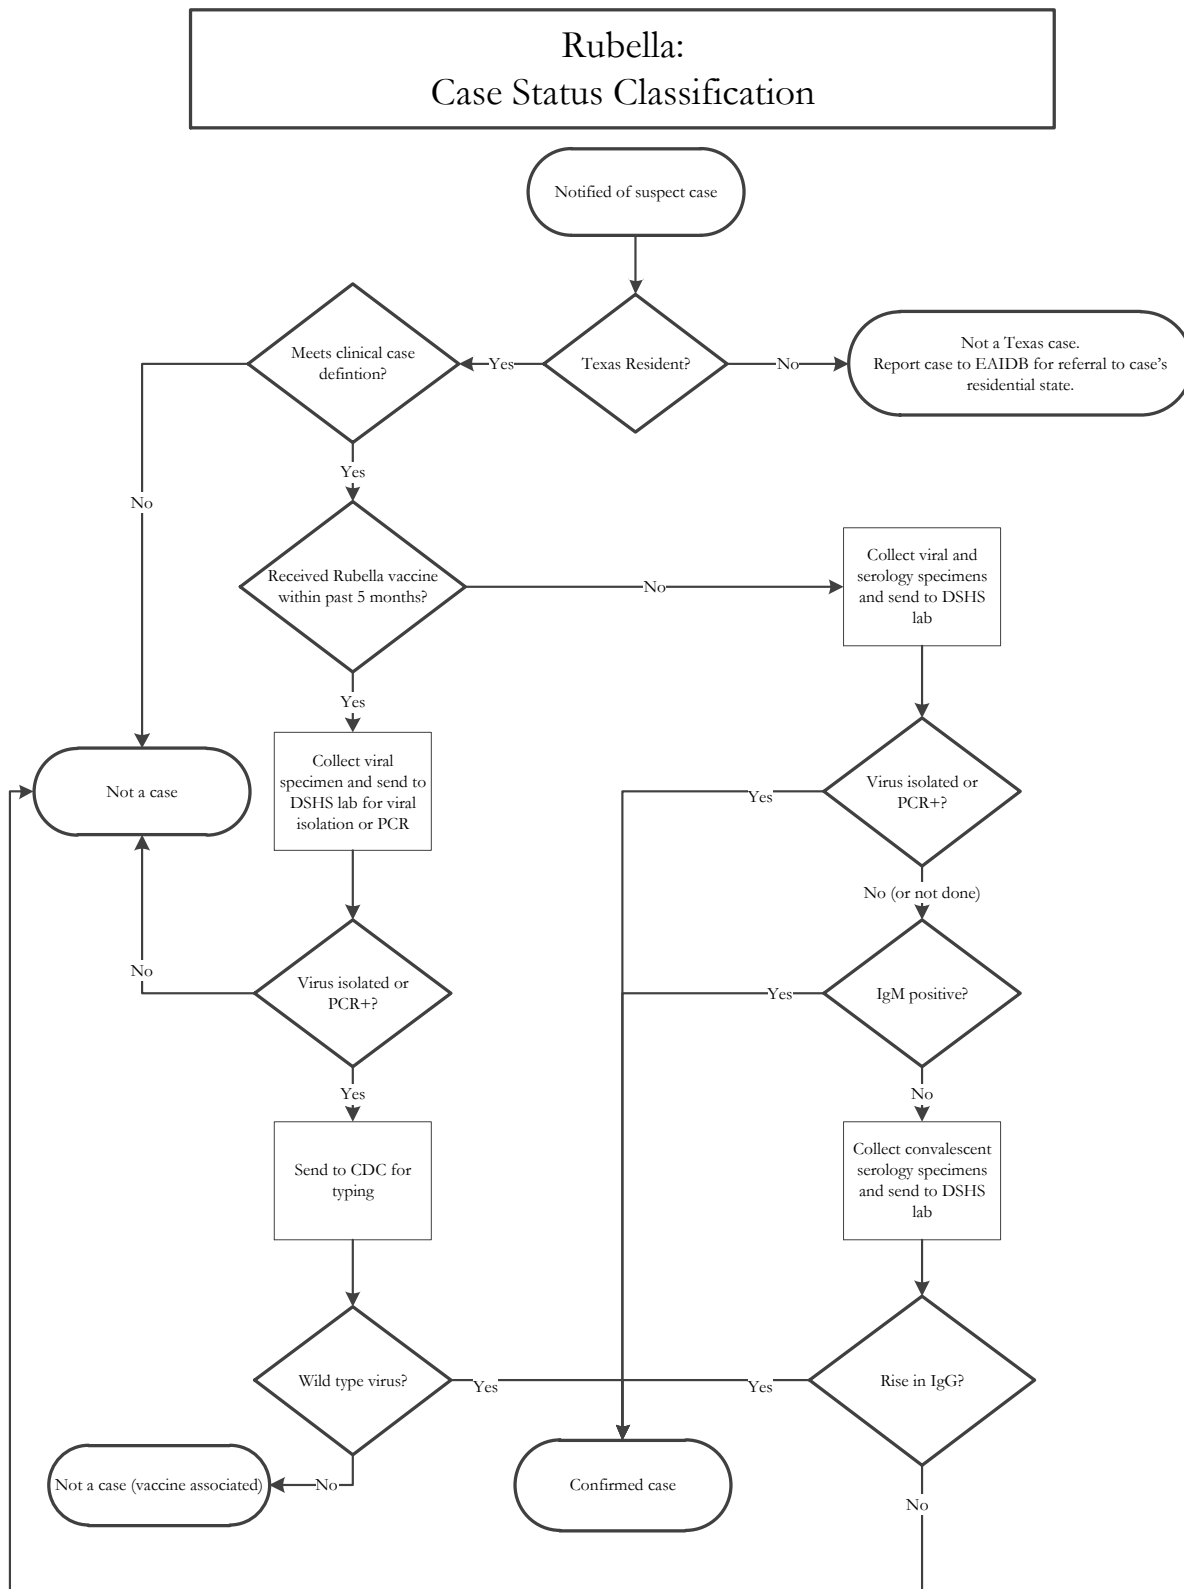 Rubella:
Case Status Classification
Notified of suspect case
Meets clinical case
defintion?
Yes
Texas Resident?
No
Not a Texas case.
Report case to EAIDB for referral to case's
residential state.
Yes
No
Received Rubella vaccine
within past 5 months?
No
Collect viral and
serology specimens
and send to DSHS
lab
Yes
Not a case
Collect viral
specimen and send to
DSHS lab for viral
isolation or PCR
Yes
Virus isolated or
PCR+?
No (or not done)
No
Virus isolated or
PCR+?
Yes
IgM positive?
Yes
No
Send to CDC for
typing
Collect convalescent
serology specimens
and send to DSHS
lab
Wild type virus?
Yes
Yes
Rise in IgG?
Not a case (vaccine associated)
No
Confirmed case
No